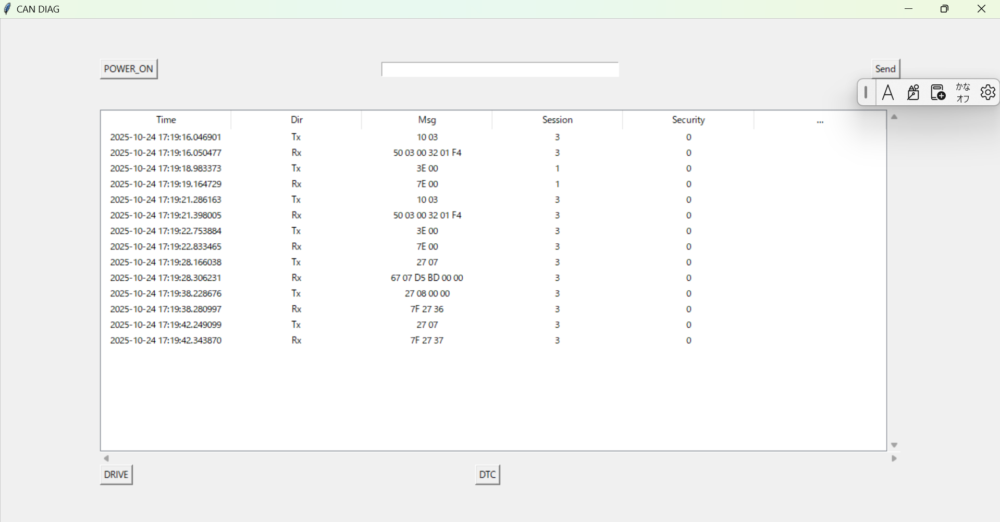 CAN DIAG
POWER_ON
Send
A
かな
オフ
Time Dir Msg Session Security ...
2025-10-24 17:19:16.046901 Tx 10 03 3 0
2025-10-24 17:19:16.050477 Rx 50 03 00 32 01 F4 3 0
2025-10-24 17:19:18.983373 Tx 3E 00 1 0
2025-10-24 17:19:19.164729 Rx 7E 00 1 0
2025-10-24 17:19:21.286163 Tx 10 03 3 0
2025-10-24 17:19:21.398005 Rx 50 03 00 32 01 F4 3 0
2025-10-24 17:19:22.753884 Tx 3E 00 3 0
2025-10-24 17:19:22.833465 Rx 7E 00 3 0
2025-10-24 17:19:28.166038 Tx 27 07 3 0
2025-10-24 17:19:28.306231 Rx 67 07 D5 BD 00 00 3 0
2025-10-24 17:19:38.228676 Tx 27 08 00 00 3 0
2025-10-24 17:19:38.280997 Rx 7F 27 36 3 0
2025-10-24 17:19:42.249099 Tx 27 07 3 0
2025-10-24 17:19:42.343870 Rx 7F 27 37 3 0
DRIVE
DTC